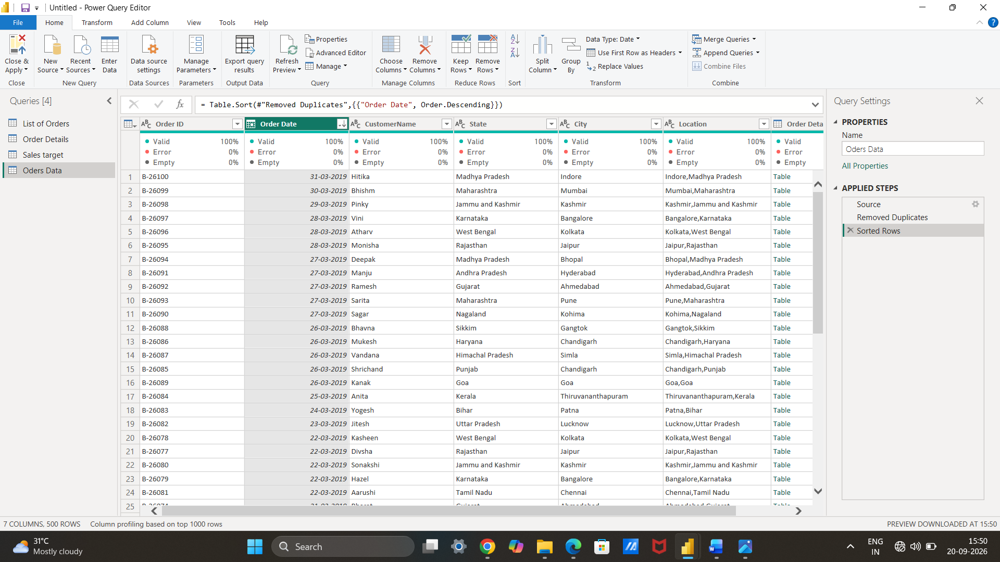 Untitled - Power Query Editor
File Home Transform Add Column View Tools Help
Close & Apply
New Source
Recent Sources
Enter Data
Data source settings
Manage Parameters
Export query results
Refresh Preview
Properties
Advanced Editor
Manage
Choose Columns
Remove Columns
Keep Rows
Remove Rows
Split Column
Group By
Data Type: Date
Use First Row as Headers
Replace Values
Merge Queries
Append Queries
Combine Files
Close New Query Data Sources Parameters Output Data Query Manage Columns Reduce Rows Sort Transform Combine
Queries [4]
List of Orders
Order Details
Sales target
Oders Data
fx = Table.Sort(#"Removed Duplicates",{{"Order Date", Order.Descending}})
Order ID Order Date CustomerName State City Location Order Deta
Valid 100% Valid 100% Valid 100% Valid 100% Valid 100% Valid 100% Valid
Error 0% Error 0% Error 0% Error 0% Error 0% Error 0% Error
Empty 0% Empty 0% Empty 0% Empty 0% Empty 0% Empty 0% Empty
1 B-26100 31-03-2019 Hitika Madhya Pradesh Indore Indore,Madhya Pradesh Table
2 B-26099 30-03-2019 Bhishm Maharashtra Mumbai Mumbai,Maharashtra Table
3 B-26098 29-03-2019 Pinky Jammu and Kashmir Kashmir Kashmir,Jammu and Kashmir Table
4 B-26097 28-03-2019 Vini Karnataka Bangalore Bangalore,Karnataka Table
5 B-26096 28-03-2019 Atharv West Bengal Kolkata Kolkata,West Bengal Table
6 B-26095 28-03-2019 Monisha Rajasthan Jaipur Jaipur,Rajasthan Table
7 B-26094 27-03-2019 Deepak Madhya Pradesh Bhopal Bhopal,Madhya Pradesh Table
8 B-26091 27-03-2019 Manju Andhra Pradesh Hyderabad Hyderabad,Andhra Pradesh Table
9 B-26092 27-03-2019 Ramesh Gujarat Ahmedabad Ahmedabad,Gujarat Table
10 B-26093 27-03-2019 Sarita Maharashtra Pune Pune,Maharashtra Table
11 B-26090 27-03-2019 Sagar Nagaland Kohima Kohima,Nagaland Table
12 B-26088 26-03-2019 Bhavna Sikkim Gangtok Gangtok,Sikkim Table
13 B-26086 26-03-2019 Mukesh Haryana Chandigarh Chandigarh,Haryana Table
14 B-26087 26-03-2019 Vandana Himachal Pradesh Simla Simla,Himachal Pradesh Table
15 B-26085 26-03-2019 Shrichand Punjab Chandigarh Chandigarh,Punjab Table
16 B-26089 26-03-2019 Kanak Goa Goa Goa,Goa Table
17 B-26084 25-03-2019 Anita Kerala Thiruvananthapuram Thiruvananthapuram,Kerala Table
18 B-26083 24-03-2019 Yogesh Bihar Patna Patna,Bihar Table
19 B-26082 23-03-2019 Jitesh Uttar Pradesh Lucknow Lucknow,Uttar Pradesh Table
20 B-26078 22-03-2019 Kasheen West Bengal Kolkata Kolkata,West Bengal Table
21 B-26077 22-03-2019 Divsha Rajasthan Jaipur Jaipur,Rajasthan Table
22 B-26080 22-03-2019 Sonakshi Jammu and Kashmir Kashmir Kashmir,Jammu and Kashmir Table
23 B-26079 22-03-2019 Hazel Karnataka Bangalore Bangalore,Karnataka Table
24 B-26081 22-03-2019 Aarushi Tamil Nadu Chennai Chennai,Tamil Nadu Table
25
Query Settings
PROPERTIES
Name
Oders Data
All Properties
APPLIED STEPS
Source
Removed Duplicates
Sorted Rows
7 COLUMNS, 500 ROWS Column profiling based on top 1000 rows PREVIEW DOWNLOADED AT 15:50
31°C
Mostly cloudy
Search
ENG
IN
15:50
20-09-2026